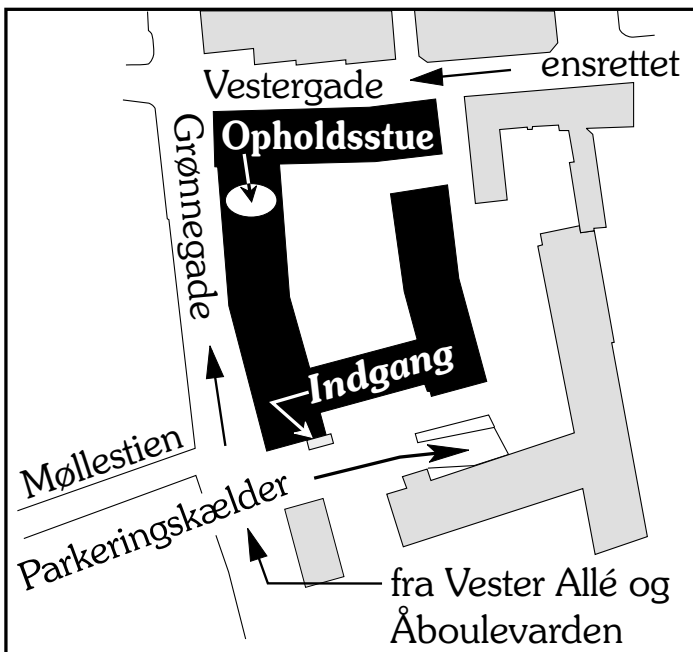 ensrettet
Vestergade
Opholdsstue
Grønnegade
Indgang
Møllestien
Parkeringskælder
fra Vester Allé og
Åboulevarden